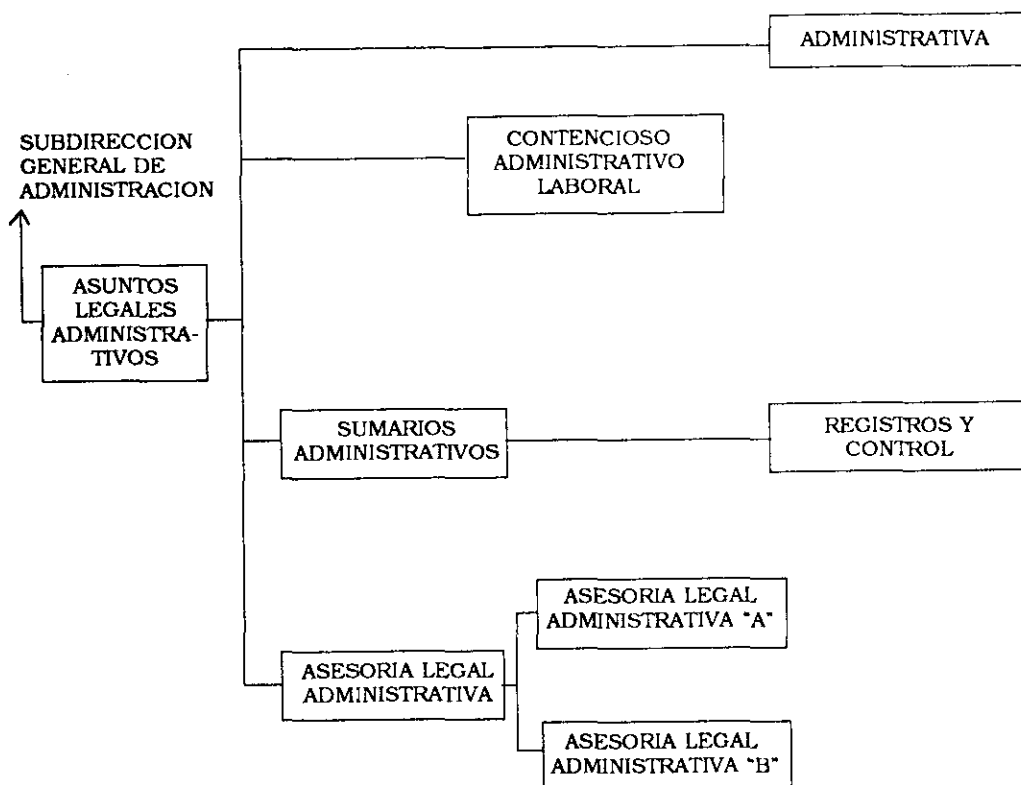 ADMINISTRATIVA
CONTENCIOSO
ADMINISTRATIVO
LABORAL
SUBDIRECCION
GENERAL DE
ADMINISTRACION
ASUNTOS
LEGALES
ADMINISTRA-
TIVOS
SUMARIOS
ADMINISTRATIVOS
REGISTROS Y
CONTROL
ASESORIA LEGAL
ADMINISTRATIVA "A"
ASESORIA LEGAL
ADMINISTRATIVA
ASESORIA LEGAL
ADMINISTRATIVA "B"